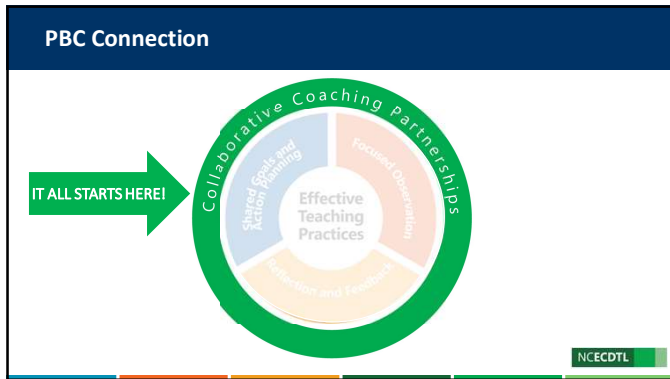 PBC Connection
Collaborative Coaching Partnerships
IT ALL STARTS HERE!
Shared Goals and
Action Planning
Focused Observation
Effective
Teaching
Practices
Reflection and Feedback
NCECDTL